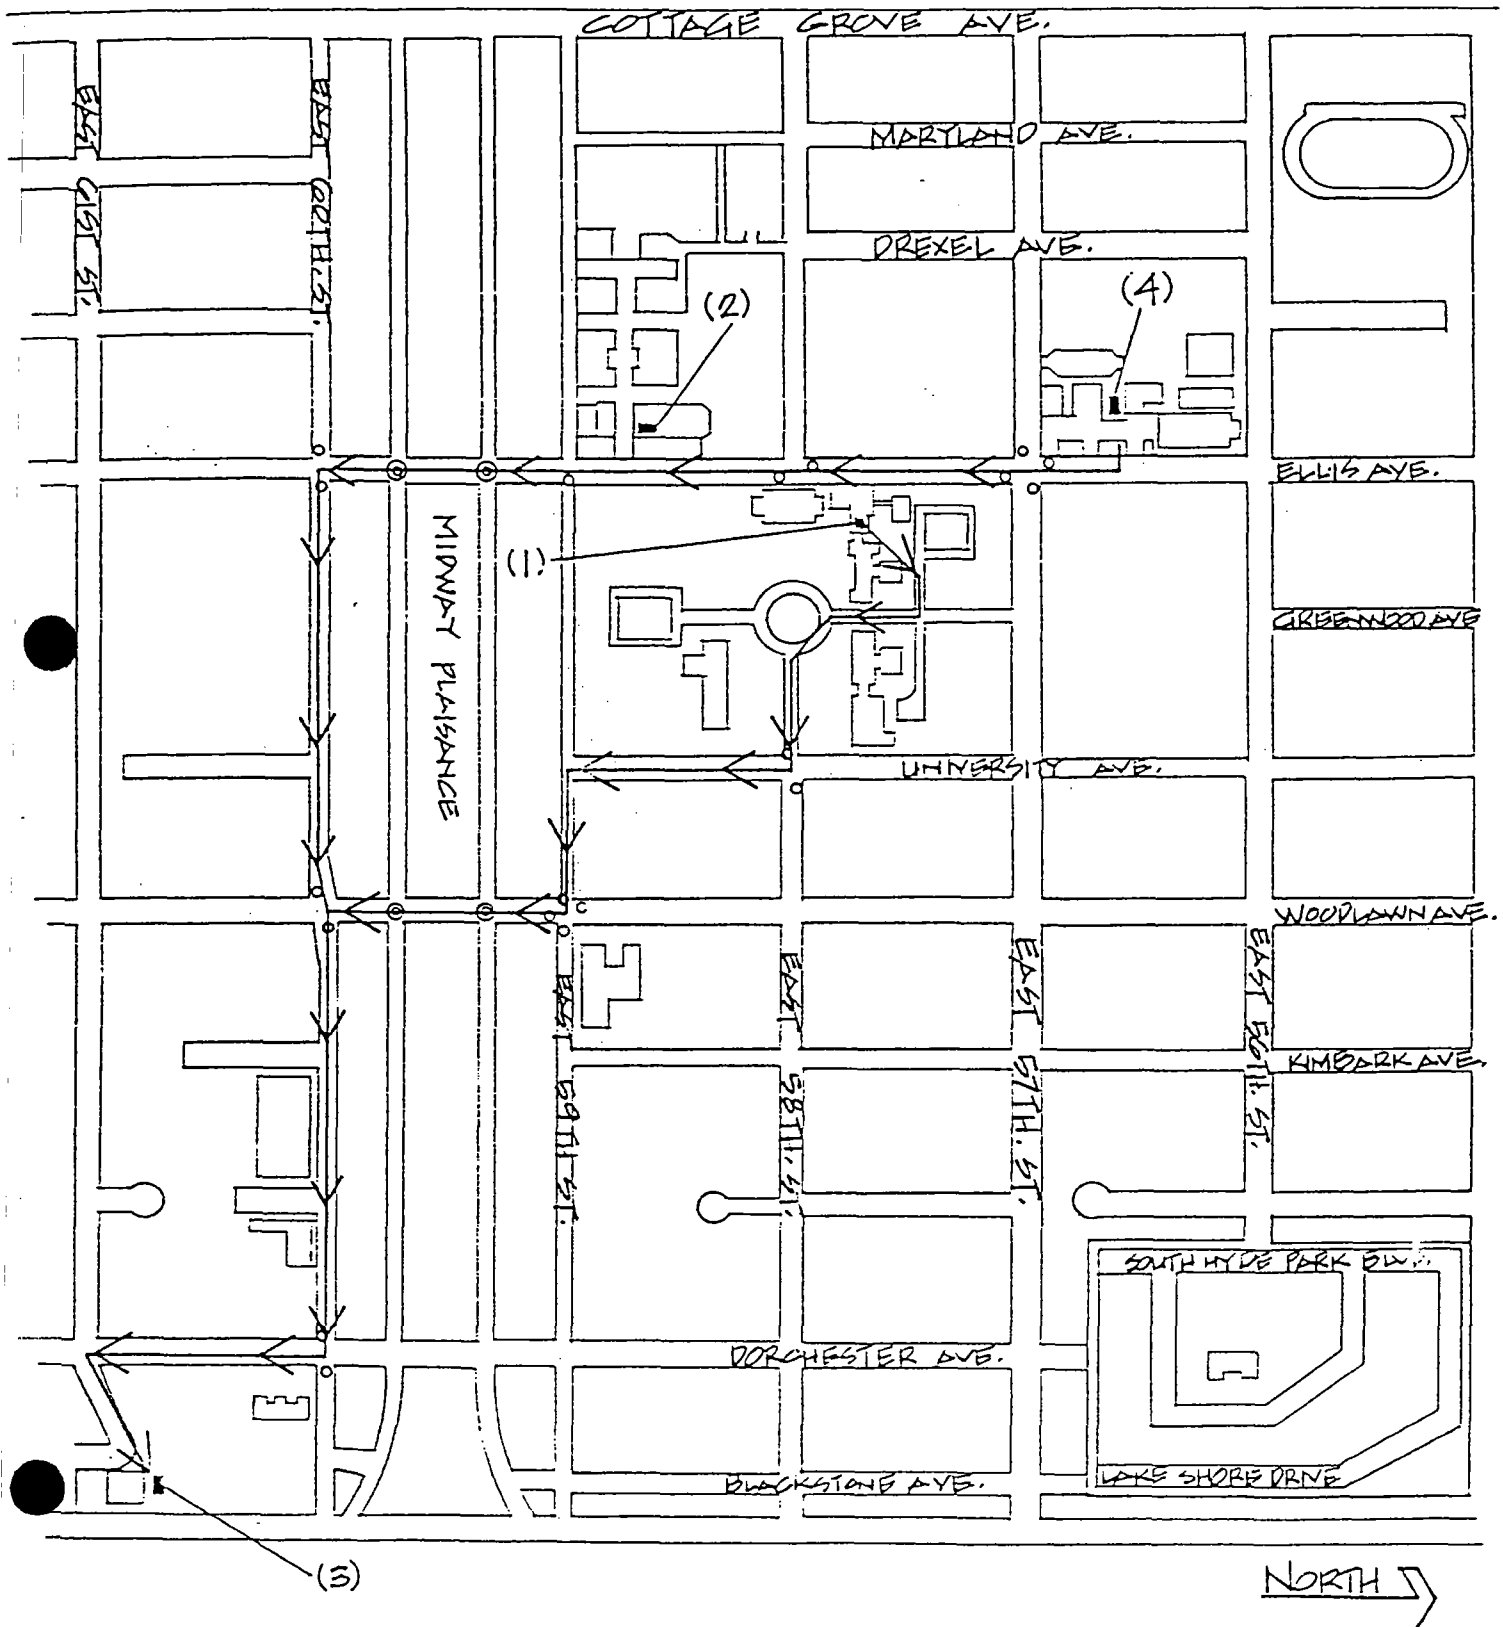 COTTAGE GROVE AVE.
MARYLAND AVE.
DREXEL AVE.
EAST 61ST ST.
EAST 60TH. ST.
(2)
(4)
ELLIS AVE.
MIDWAY PLAISANCE
(1)
GREENWOOD AVE
UNIVERSITY AVE.
C
WOODLAWN AVE.
EAST 59TH ST.
EAST 58TH. ST.
EAST 57TH. ST.
EAST 56TH. ST.
KIMBARK AVE.
SOUTH HYDE PARK
DORCHESTER AVE.
BLACKSTONE AVE.
LAKE SHORE DRIVE
(3)
NORTH